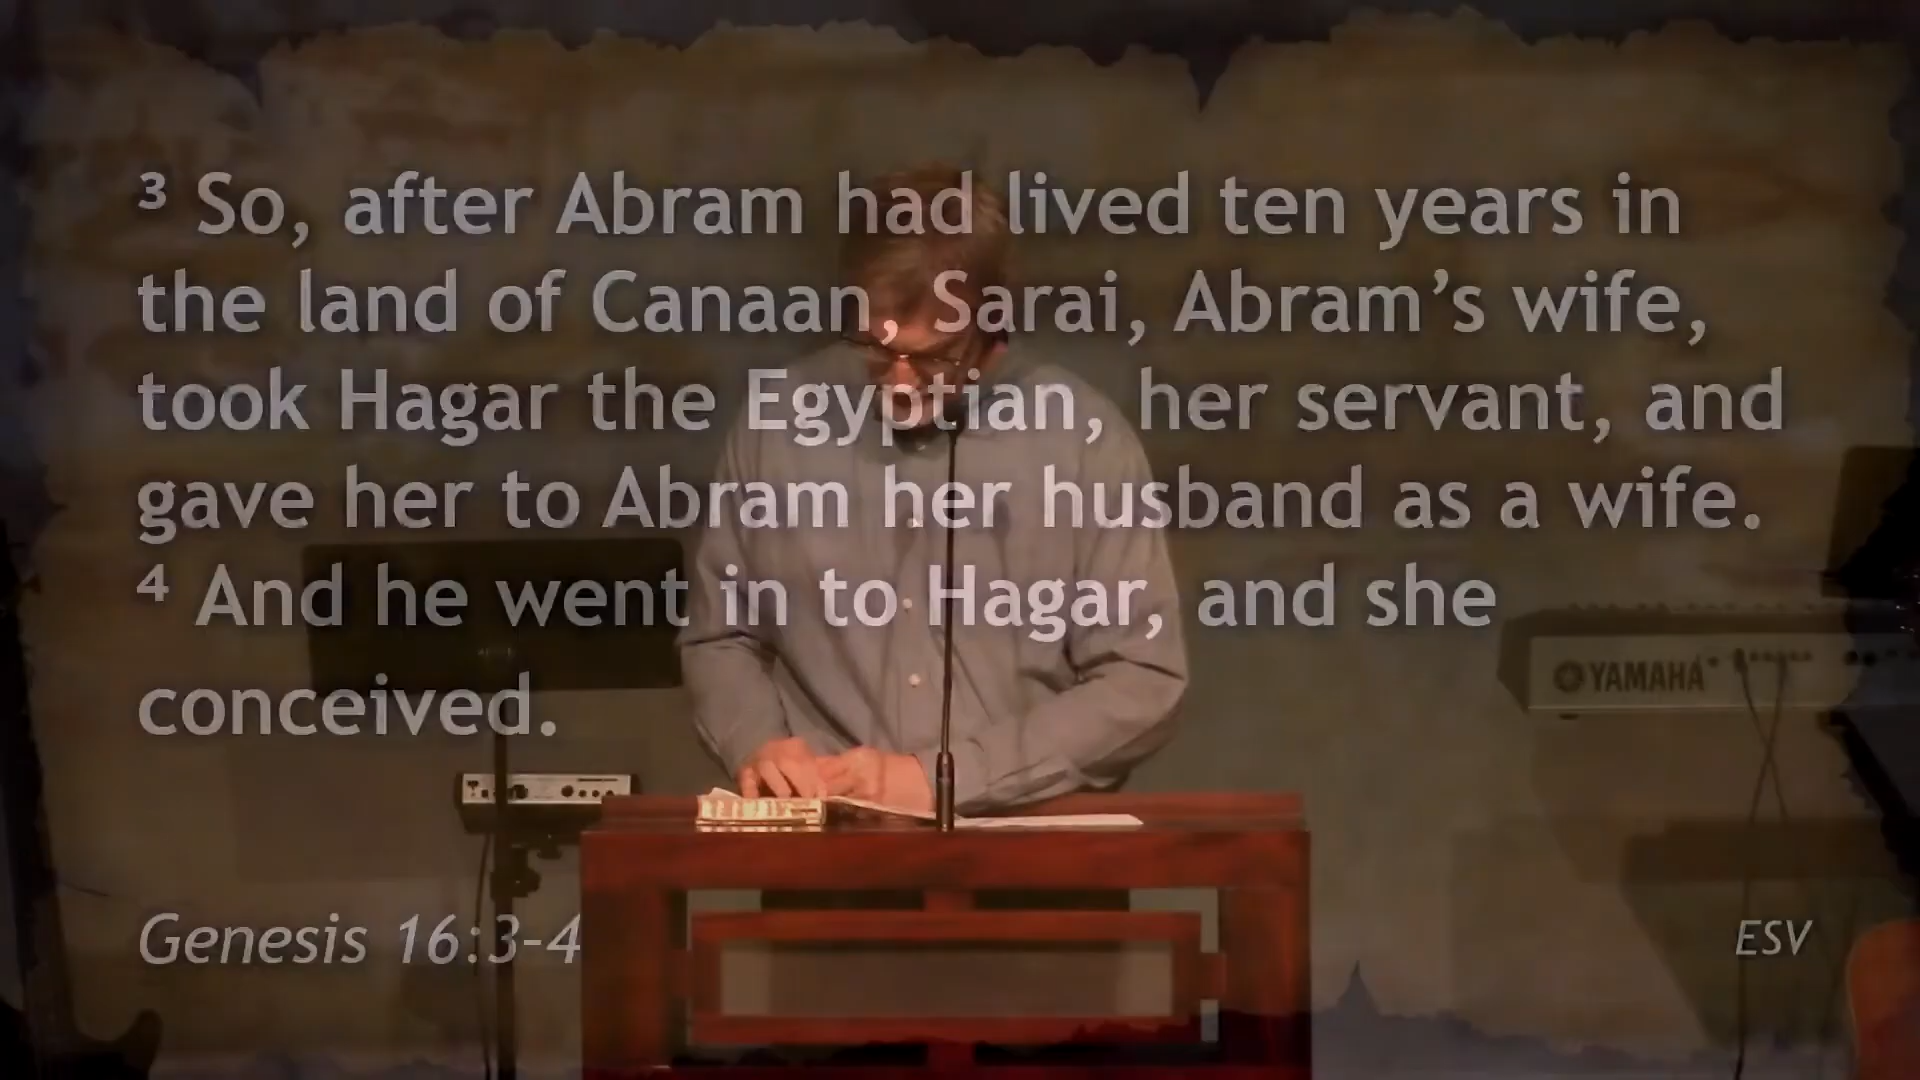 ³ So, after Abram had lived ten years in
the land of Canaan, Sarai, Abram’s wife,
took Hagar the Egyptian, her servant, and
gave her to Abram her husband as a wife.
⁴ And he went in to Hagar, and she
conceived.
Genesis 16:3-4
ESV
YAMAHA